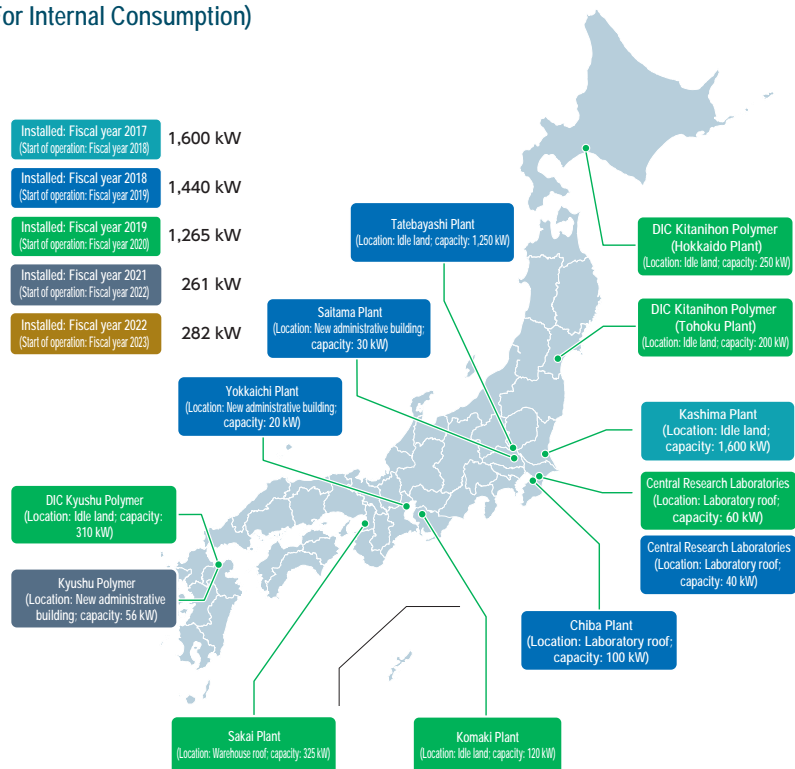 For Internal Consumption)
Installed: Fiscal year 2017
(Start of operation: Fiscal year 2018)
1,600 kW
Installed: Fiscal year 2018
(Start of operation: Fiscal year 2019)
1,440 kW
Installed: Fiscal year 2019
(Start of operation: Fiscal year 2020)
1,265 kW
Installed: Fiscal year 2021
(Start of operation: Fiscal year 2022)
261 kW
Installed: Fiscal year 2022
(Start of operation: Fiscal year 2023)
282 kW
Tatebayashi Plant
(Location: Idle land; capacity: 1,250 kW)
Saitama Plant
(Location: New administrative building;
capacity: 30 kW)
Yokkaichi Plant
(Location: New administrative building;
capacity: 20 kW)
DIC Kyushu Polymer
(Location: Idle land; capacity:
310 kW)
Kyushu Polymer
(Location: New administrative
building; capacity: 56 kW)
DIC Kitanihon Polymer
(Hokkaido Plant)
(Location: Idle land; capacity: 250 kW)
DIC Kitanihon Polymer
(Tohoku Plant)
(Location: Idle land; capacity: 200 kW)
Kashima Plant
(Location: Idle land;
capacity: 1,600 kW)
Central Research Laboratories
(Location: Laboratory roof;
capacity: 60 kW)
Central Research Laboratories
(Location: Laboratory roof;
capacity: 40 kW)
Chiba Plant
(Location: Laboratory roof;
capacity: 100 kW)
Sakai Plant
(Location: Warehouse roof; capacity: 325 kW)
Komaki Plant
(Location: Idle land; capacity: 120 kW)